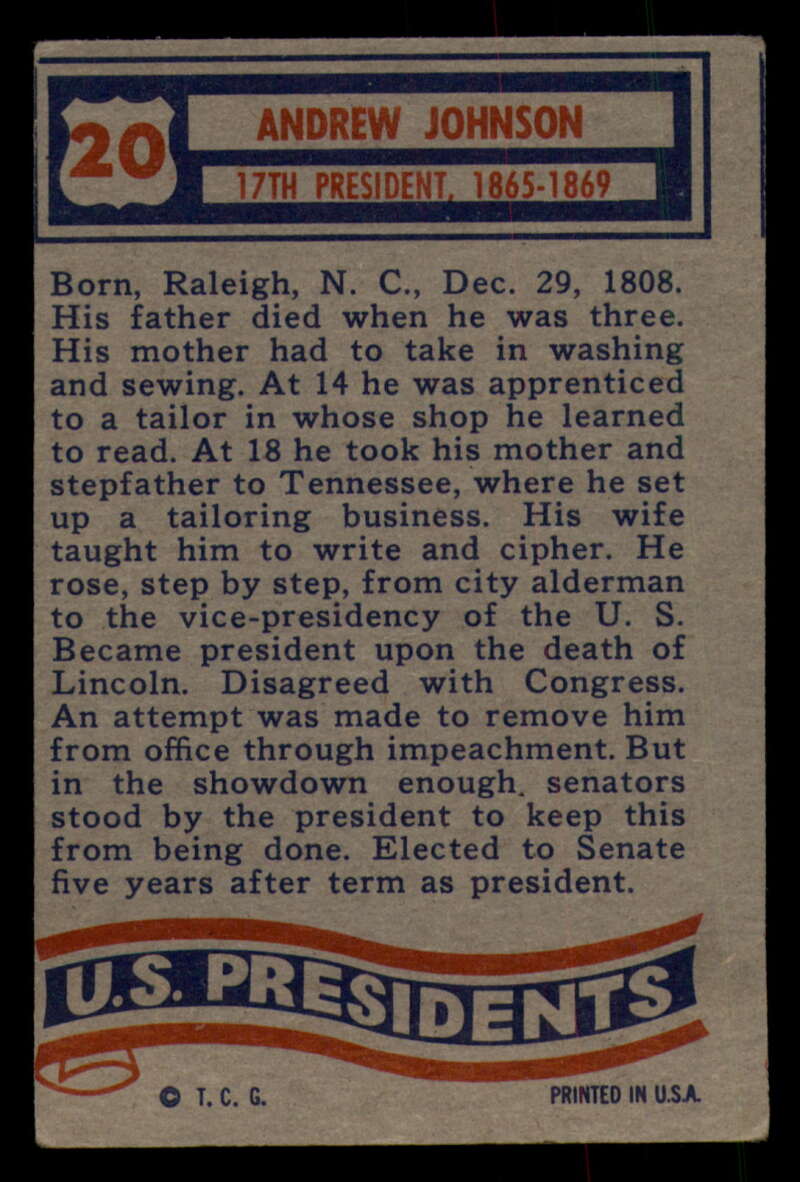 20
ANDREW JOHNSON
17TH PRESIDENT, 1865-1869
Born, Raleigh, N. C., Dec. 29, 1808.
His father died when he was three.
His mother had to take in washing
and sewing. At 14 he was apprenticed
to a tailor in whose shop he learned
to read. At 18 he took his mother and
stepfather to Tennessee, where he set
up a tailoring business. His wife
taught him to write and cipher. He
rose, step by step, from city alderman
to the vice-presidency of the U. S.
Became president upon the death of
Lincoln. Disagreed with Congress.
An attempt was made to remove him
from office through impeachment. But
in the showdown enough. senators
stood by the president to keep this
from being done. Elected to Senate
five years after term as president.
U.S. PRESIDENTS
© T. C. G.
PRINTED IN U.S.A.